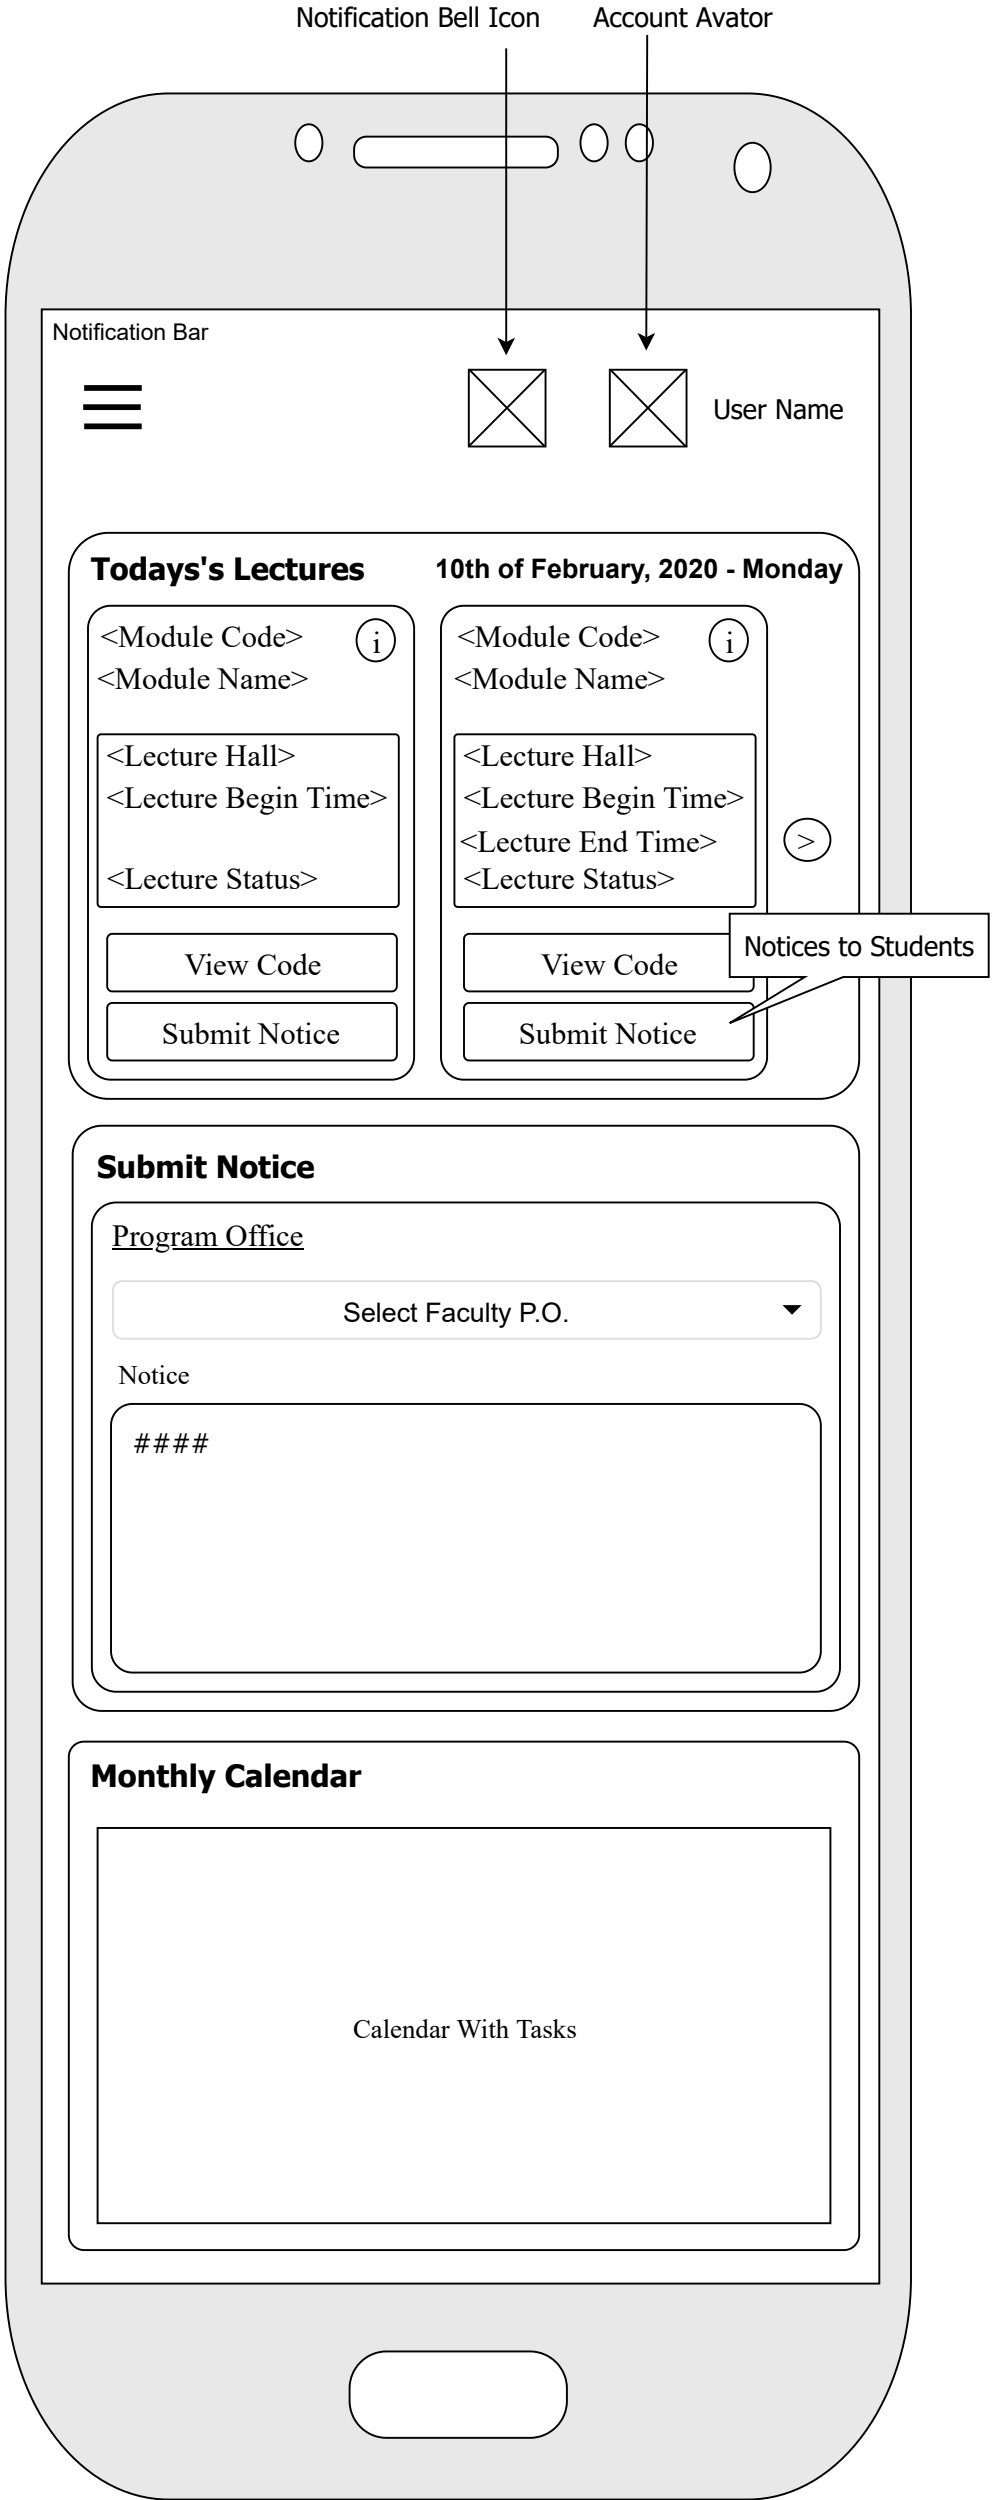 Notification Bell Icon
Account Avator
Notification Bar
User Name
Todays's Lectures
10th of February, 2020 - Monday
<Module Code>
i
<Module Name>
<Lecture Hall>
<Lecture Begin Time>
<Lecture Status>
View Code
Submit Notice
<Module Code>
i
<Module Name>
<Lecture Hall>
<Lecture Begin Time>
<Lecture End Time>
<Lecture Status>
View Code
Submit Notice
>
Notices to Students
Submit Notice
Program Office
Select Faculty P.O.
Notice
####
Monthly Calendar
Calendar With Tasks